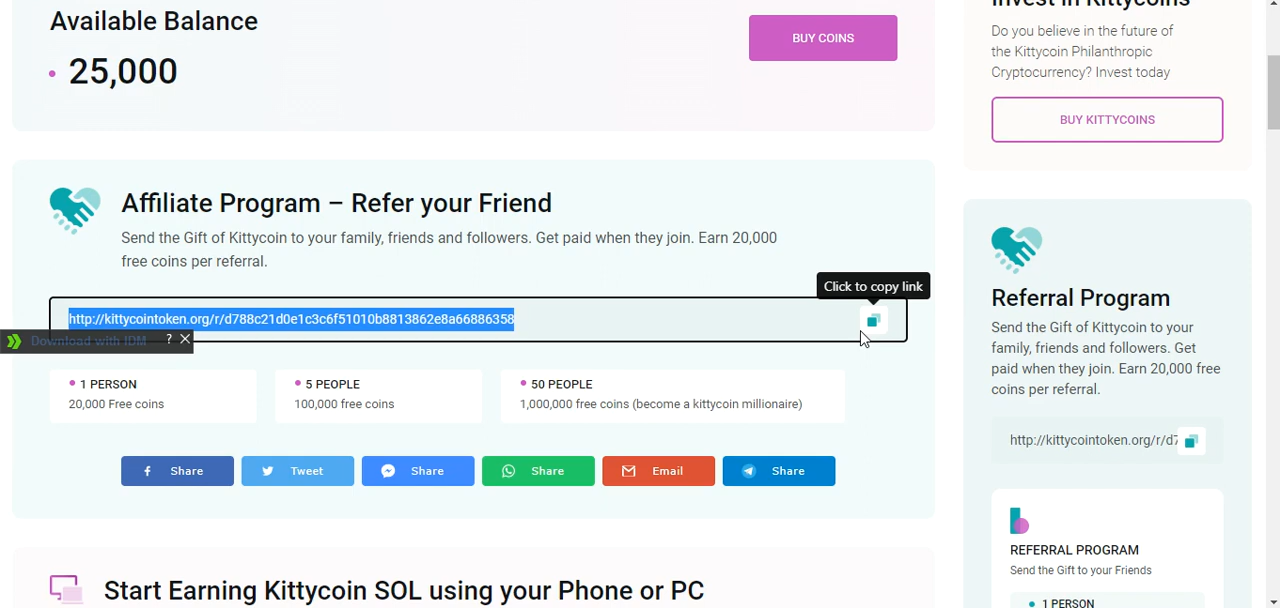 Available Balance
25,000
BUY COINS
Affiliate Program – Refer your Friend
Send the Gift of Kittycoin to your family, friends and followers. Get paid when they join. Earn 20,000
free coins per referral.
Click to copy link
http://kittycointoken.org/r/d788c21d0e1c3c6f51010b8813862e8a66886358
Download with IDM
?
1 PERSON
20,000 Free coins
5 PEOPLE
100,000 free coins
50 PEOPLE
1,000,000 free coins (become a kittycoin millionaire)
Share
Tweet
Share
Share
Email
Share
Start Earning Kittycoin SOL using your Phone or PC
Invest in Kittycoins
Do you believe in the future of
the Kittycoin Philanthropic
Cryptocurrency? Invest today
BUY KITTYCOINS
Referral Program
Send the Gift of Kittycoin to your
family, friends and followers. Get
paid when they join. Earn 20,000 free
coins per referral.
http://kittycointoken.org/r/d7
REFERRAL PROGRAM
Send the Gift to your Friends
1 PERSON